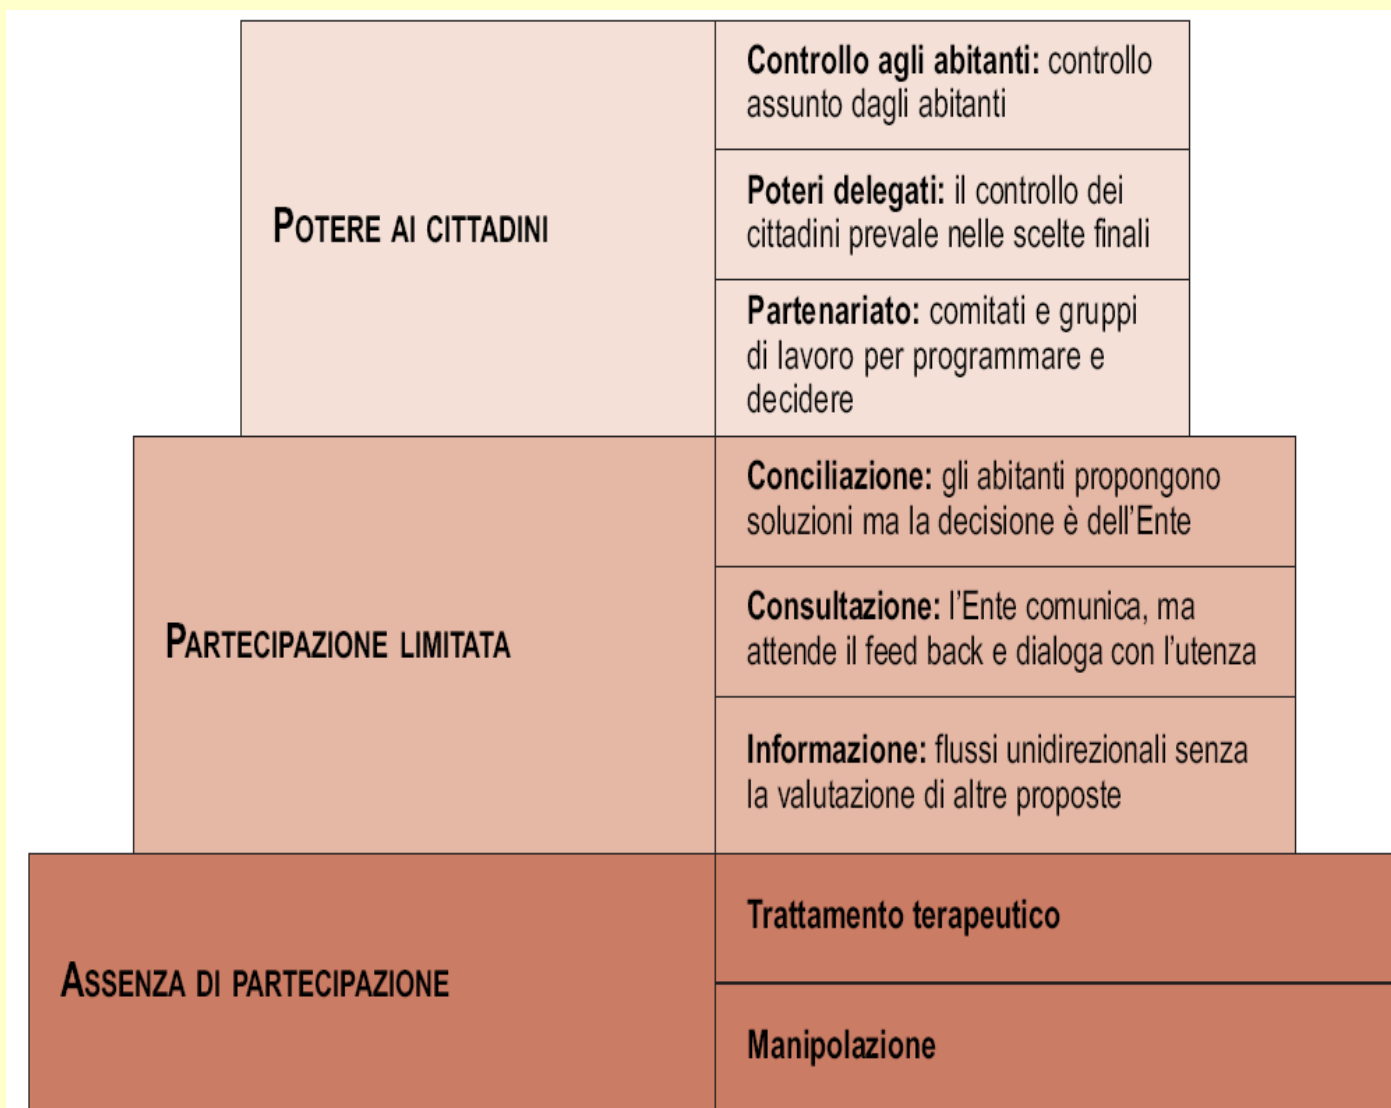 POTERE AI CITTADINI
Controllo agli abitanti: controllo
assunto dagli abitanti
Poteri delegati: il controllo dei
cittadini prevale nelle scelte finali
Partenariato: comitati e gruppi
di lavoro per programmare e
decidere
PARTECIPAZIONE LIMITATA
Conciliazione: gli abitanti propongono
soluzioni ma la decisione è dell’Ente
Consultazione: l’Ente comunica, ma
attende il feed back e dialoga con l’utenza
Informazione: flussi unidirezionali senza
la valutazione di altre proposte
ASSENZA DI PARTECIPAZIONE
Trattamento terapeutico
Manipolazione